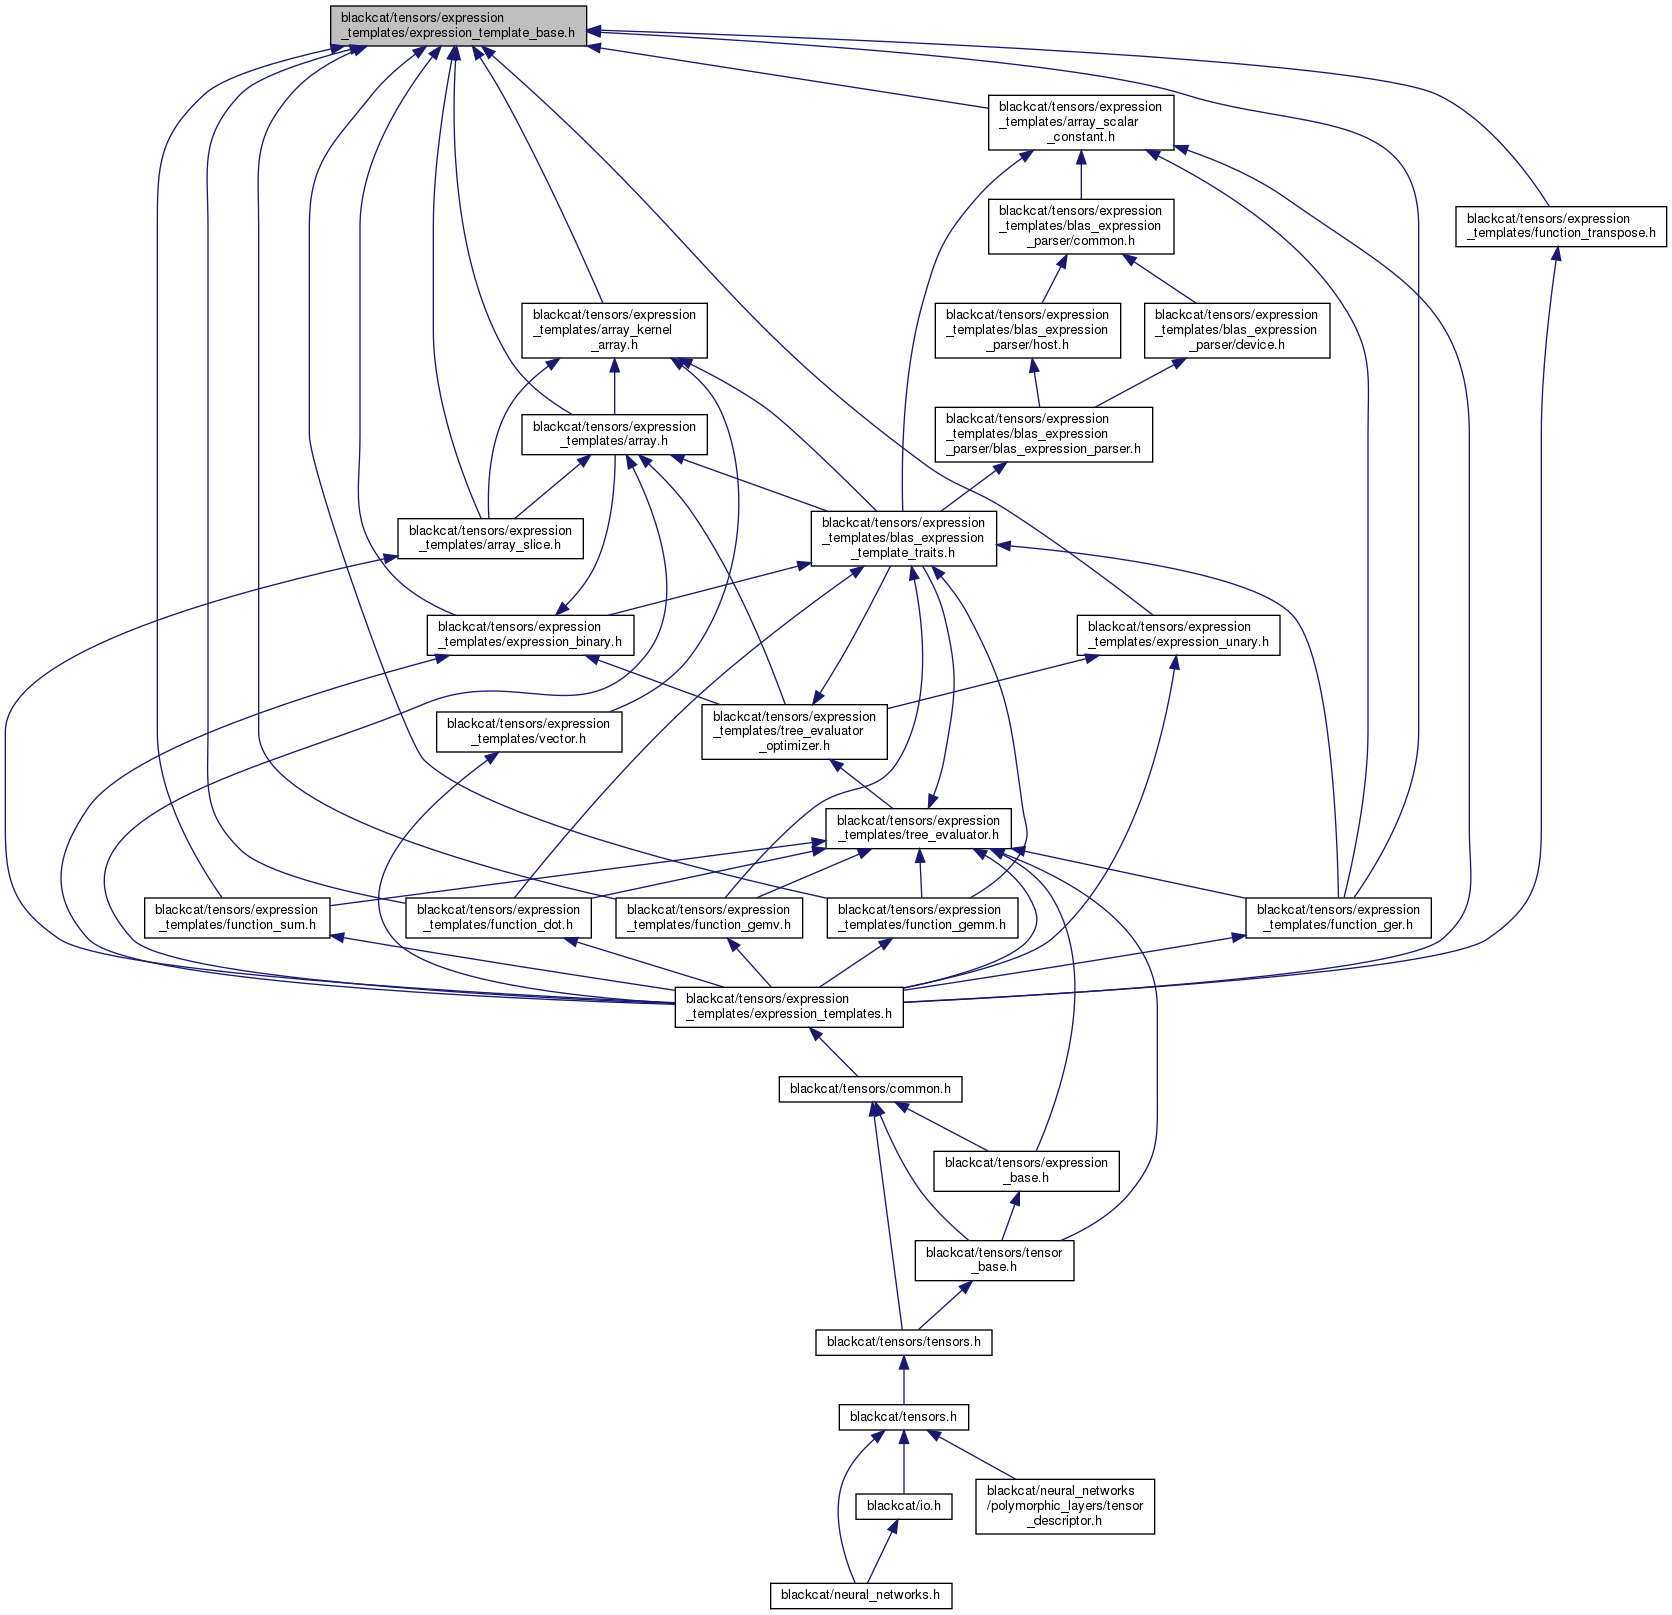 blackcat/tensors/expression
_templates/expression_template_base.h
blackcat/tensors/expression
_templates/array_scalar
_constant.h
blackcat/tensors/expression
_templates/blas_expression
_parser/common.h
blackcat/tensors/expression
_templates/function_transpose.h
blackcat/tensors/expression
_templates/array_kernel
_array.h
blackcat/tensors/expression
_templates/blas_expression
_parser/host.h
blackcat/tensors/expression
_templates/blas_expression
_parser/device.h
blackcat/tensors/expression
_templates/array.h
blackcat/tensors/expression
_templates/blas_expression
_parser/blas_expression_parser.h
blackcat/tensors/expression
_templates/array_slice.h
blackcat/tensors/expression
_templates/blas_expression
_template_traits.h
blackcat/tensors/expression
_templates/expression_binary.h
blackcat/tensors/expression
_templates/expression_unary.h
blackcat/tensors/expression
_templates/vector.h
blackcat/tensors/expression
_templates/tree_evaluator
_optimizer.h
blackcat/tensors/expression
_templates/tree_evaluator.h
blackcat/tensors/expression
_templates/function_sum.h
blackcat/tensors/expression
_templates/function_dot.h
blackcat/tensors/expression
_templates/function_gemv.h
blackcat/tensors/expression
_templates/function_gemm.h
blackcat/tensors/expression
_templates/function_ger.h
blackcat/tensors/expression
_templates/expression_templates.h
blackcat/tensors/common.h
blackcat/tensors/expression
_base.h
blackcat/tensors/tensor
_base.h
blackcat/tensors/tensors.h
blackcat/tensors.h
blackcat/io.h
blackcat/neural_networks
/polymorphic_layers/tensor
_descriptor.h
blackcat/neural_networks.h